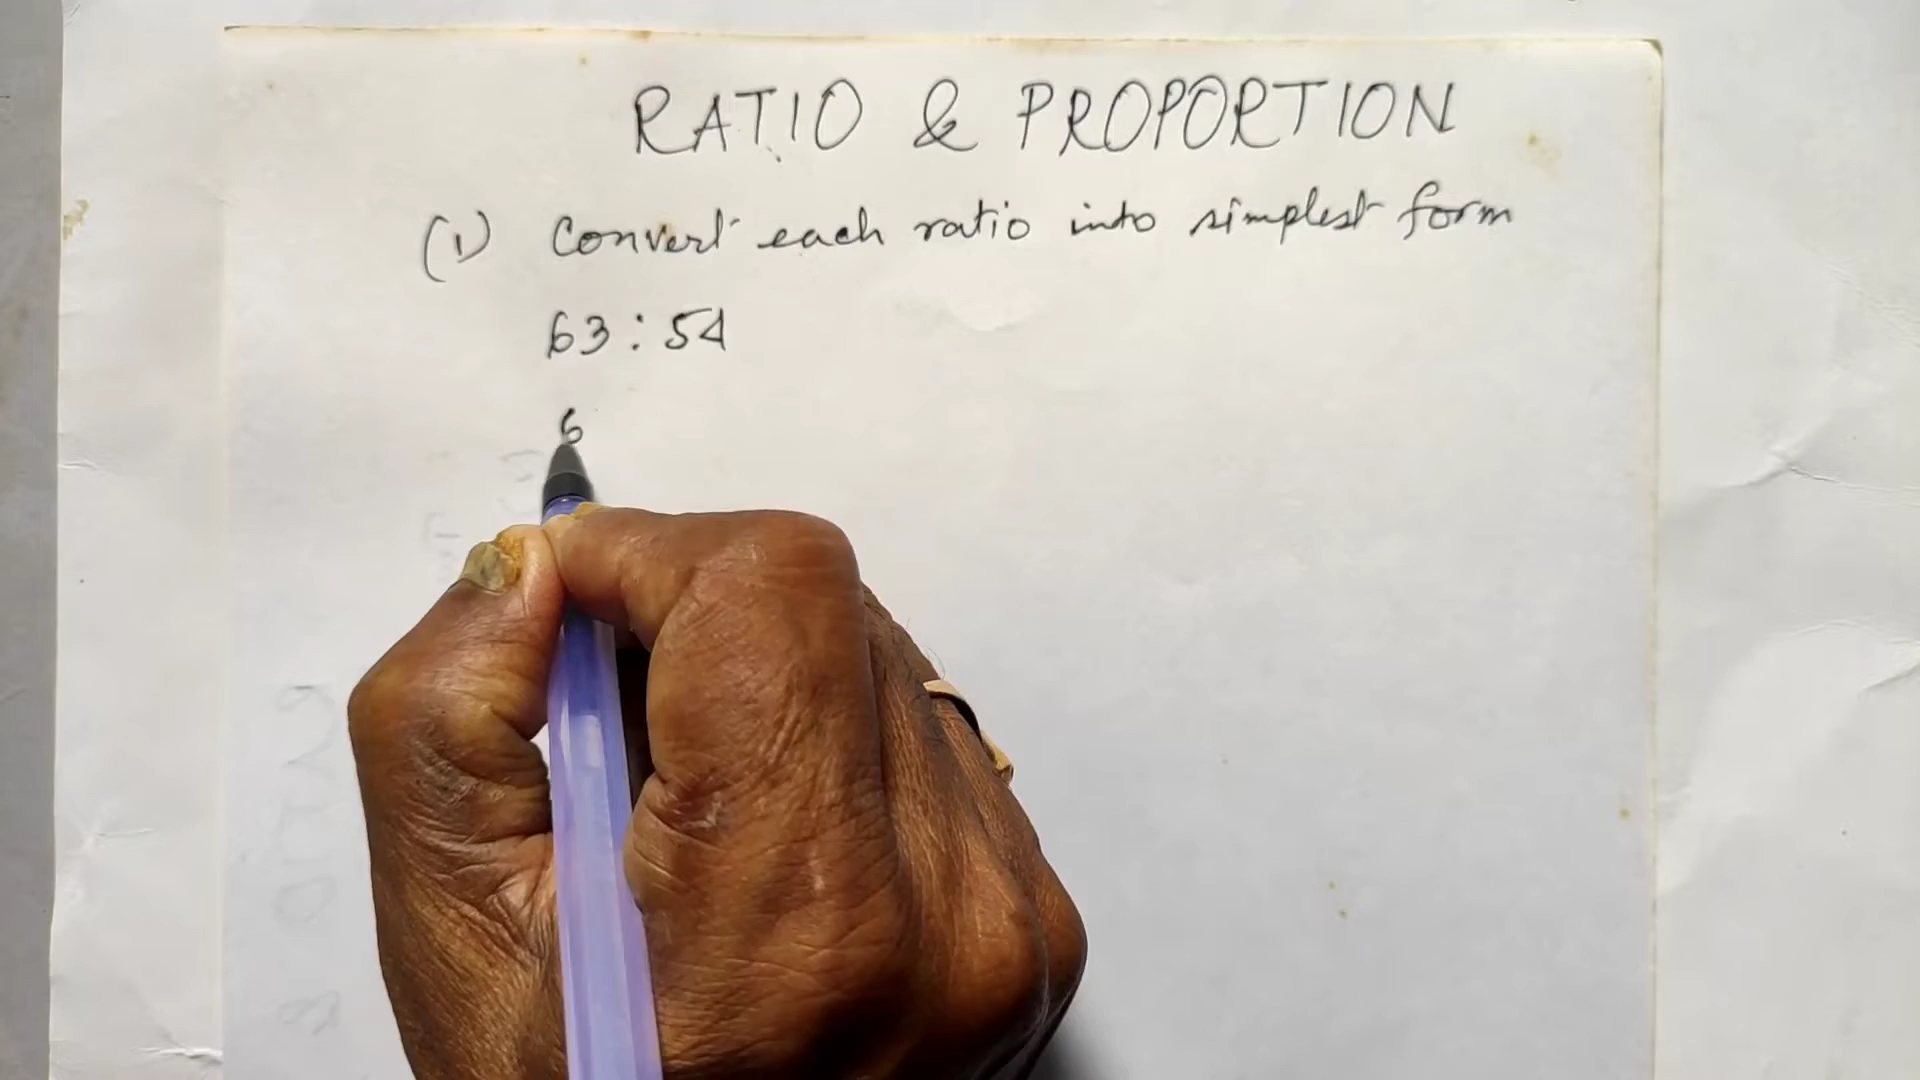 RATIO & PROPORTION
(1) Convert each ratio into simplest form
63 : 54
6